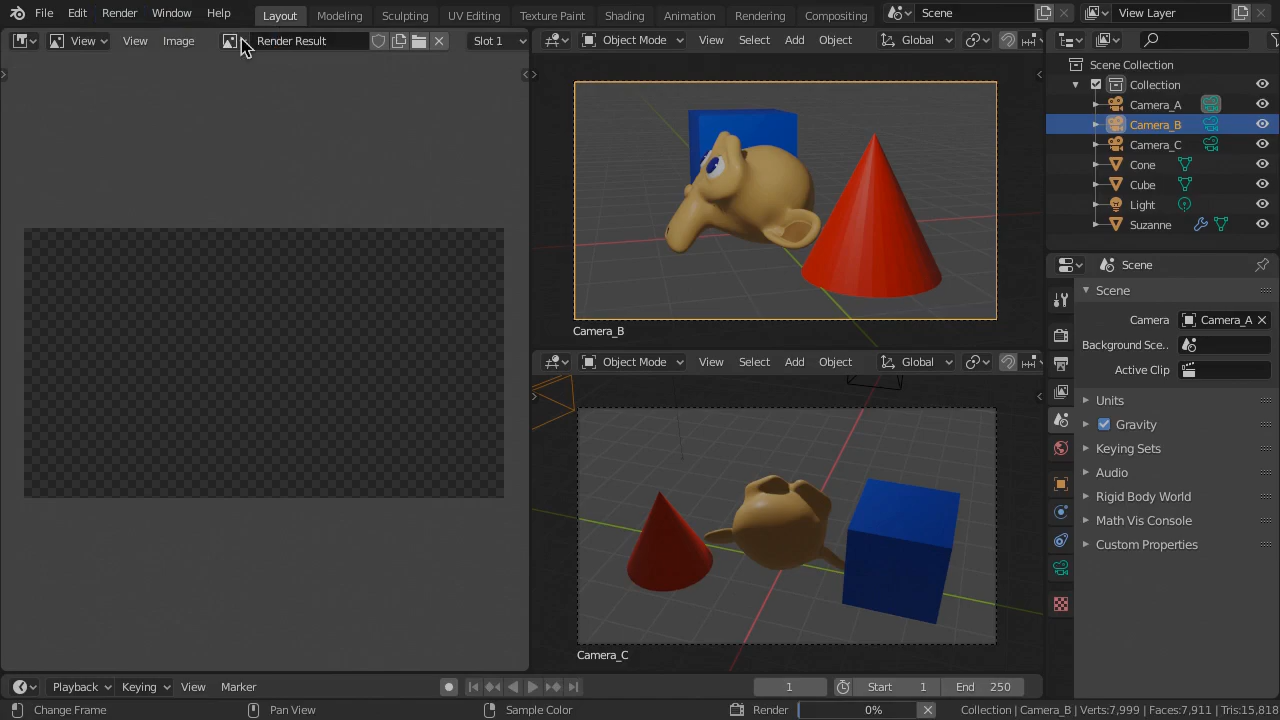 File Edit Render Window Help Layout Modeling Sculpting UV Editing Texture Paint Shading Animation Rendering Compositing Scene View Layer
View View Image Render Result Slot 1 Object Mode View Select Add Object Global
Scene Collection
Collection
Camera_A
Camera_B
Camera_C
Cone
Cube
Light
Suzanne
Camera_B
Object Mode View Select Add Object Global
Camera_C
Scene
Scene
Camera Camera_A
Background Sce..
Active Clip
Units
Gravity
Keying Sets
Audio
Rigid Body World
Math Vis Console
Custom Properties
Playback Keying View Marker 1 Start 1 End 250
Change Frame Pan View Sample Color Render 0% Collection | Camera_B | Verts:7,999 | Faces:7,911 | Tris:15,818